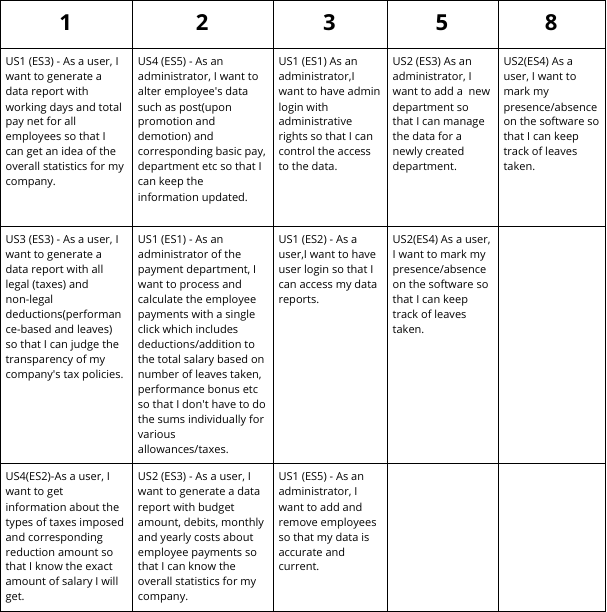 1
2
3
5
8
US1 (ES3) - As a user, I
want to generate a
data report with
working days and total
pay net for all
employees so that I
can get an idea of the
overall statistics for my
company.
US4 (ES5) - As an
administrator, I want to
alter employee's data
such as post(upon
promotion and
demotion) and
corresponding basic pay,
department etc so that I
can keep the
information updated.
US1 (ES1) As an
administrator,I
want to have admin
login with
administrative
rights so that I can
control the access
to the data.
US2 (ES3) As an
administrator, I
want to add a  new
department so
that I can manage
the data for a
newly created
department.
US2(ES4) As a
user, I want to
mark my
presence/absence
on the software so
that I can keep
track of leaves
taken.
US3 (ES3) - As a user, I
want to generate a
data report with all
legal (taxes) and
non-legal
deductions(performan
ce-based and leaves)
so that I can judge the
transparency of my
company's tax policies.
US1 (ES1) - As an
administrator of the
payment department, I
want to process and
calculate the employee
payments with a single
click which includes
deductions/addition to
the total salary based on
number of leaves taken,
performance bonus etc
so that I don't have to do
the sums individually for
various
allowances/taxes.
US1 (ES2) - As a
user,I want to have
user login so that I
can access my data
reports.
US2(ES4) As a user,
I want to mark my
presence/absence
on the software so
that I can keep
track of leaves
taken.
US4(ES2)-As a user, I
want to get
information about the
types of taxes imposed
and corresponding
reduction amount so
that I know the exact
amount of salary I will
get.
US2 (ES3) - As a user, I
want to generate a data
report with budget
amount, debits, monthly
and yearly costs about
employee payments so
that I can know the
overall statistics for my
company.
US1 (ES5) - As an
administrator, I
want to add and
remove employees
so that my data is
accurate and
current.